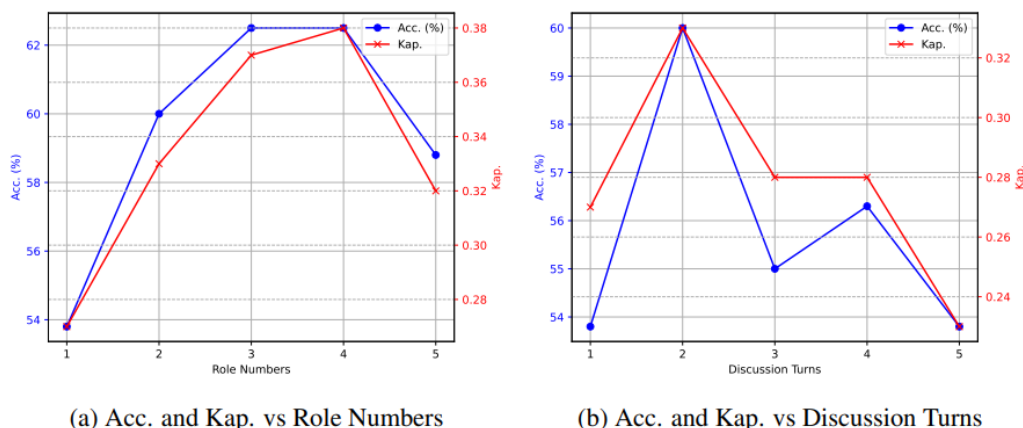 Acc. (%)
Kap.
62
60
58
56
54
Acc. (%)
0.38
0.36
0.34
0.32
0.30
0.28
Kap.
1 2 3 4 5
Role Numbers
(a) Acc. and Kap. vs Role Numbers
Acc. (%)
Kap.
60
59
58
57
56
55
54
Acc. (%)
0.32
0.30
0.28
0.26
0.24
Kap.
1 2 3 4 5
Discussion Turns
(b) Acc. and Kap. vs Discussion Turns